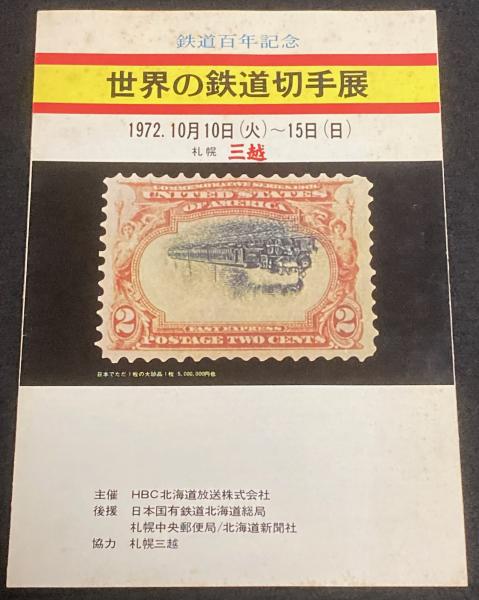 鉄道百年記念
世界の鉄道切手展
1972.10月10日(火)～15日(日)
札幌 三越
COMMEMORATIVE SERIES, 1901
UNITED STATES
OF AMERICA
2 2
FAST EXPRESS
POSTAGE TWO CENTS
日本でただ1枚の大珍品1枚 5,000,000円他
主催 HBC北海道放送株式会社
後援 日本国有鉄道北海道総局
札幌中央郵便局/北海道新聞社
協力 札幌三越